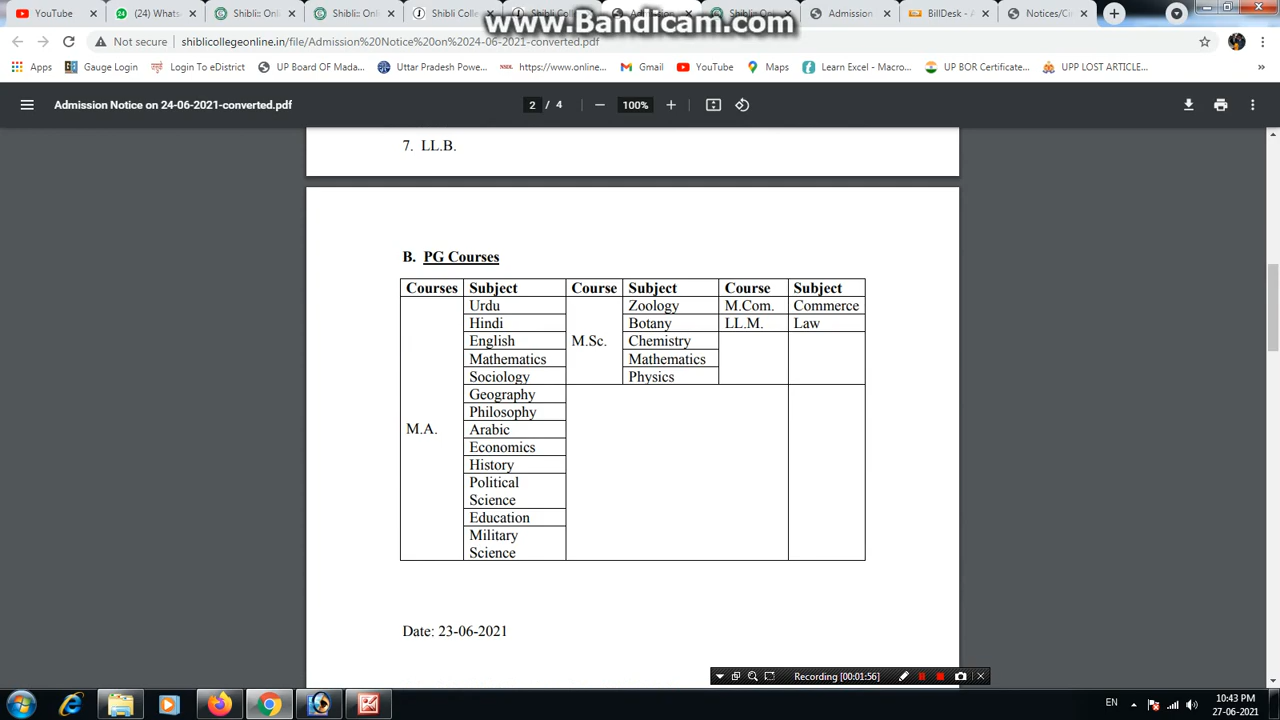 www.Bandicam.com
YouTube
(24) Whats
Shiblic Onl
Shiblic Onl
Shibli Coll
Admission
BillDesk - A
Notices/Ci
Not secure | shiblicollegeonline.in/file/Admission%20Notice%20on%2024-06-2021-converted.pdf
Apps Gauge Login Login To eDistrict UP Board OF Mada... Uttar Pradesh Powe... https://www.online... Gmail YouTube Maps Learn Excel - Macro... UP BOR Certificate... UPP LOST ARTICLE... »
Admission Notice on 24-06-2021-converted.pdf 2 / 4 — 100% +
7. LL.B.
B. PG Courses
Courses Subject Course Subject Course Subject
Urdu Zoology M.Com. Commerce
Hindi Botany LL.M. Law
English M.Sc. Chemistry
Mathematics Mathematics
Sociology Physics
Geography
Philosophy
M.A. Arabic
Economics
History
Political
Science
Education
Military
Science
Date: 23-06-2021
Recording [00:01:56]
EN 10:43 PM
27-06-2021